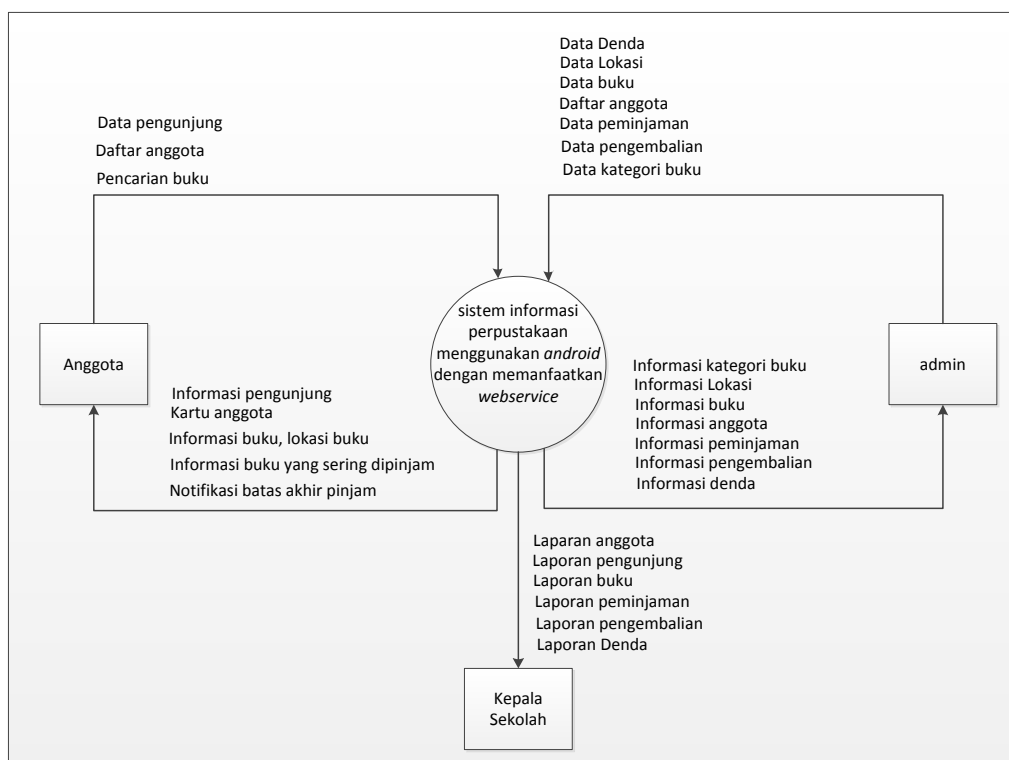 Data Denda
Data Lokasi
Data buku
Daftar anggota
Data peminjaman
Data pengembalian
Data kategori buku
Data pengunjung
Daftar anggota
Pencarian buku
sistem informasi
perpustakaan
menggunakan android
dengan memanfaatkan
webservice
Anggota
admin
Informasi pengunjung
Kartu anggota
Informasi buku, lokasi buku
Informasi buku yang sering dipinjam
Notifikasi batas akhir pinjam
Informasi kategori buku
Informasi Lokasi
Informasi buku
Informasi anggota
Informasi peminjaman
Informasi pengembalian
Informasi denda
Laparan anggota
Laporan pengunjung
Laporan buku
Laporan peminjaman
Laporan pengembalian
Laporan Denda
Kepala
Sekolah